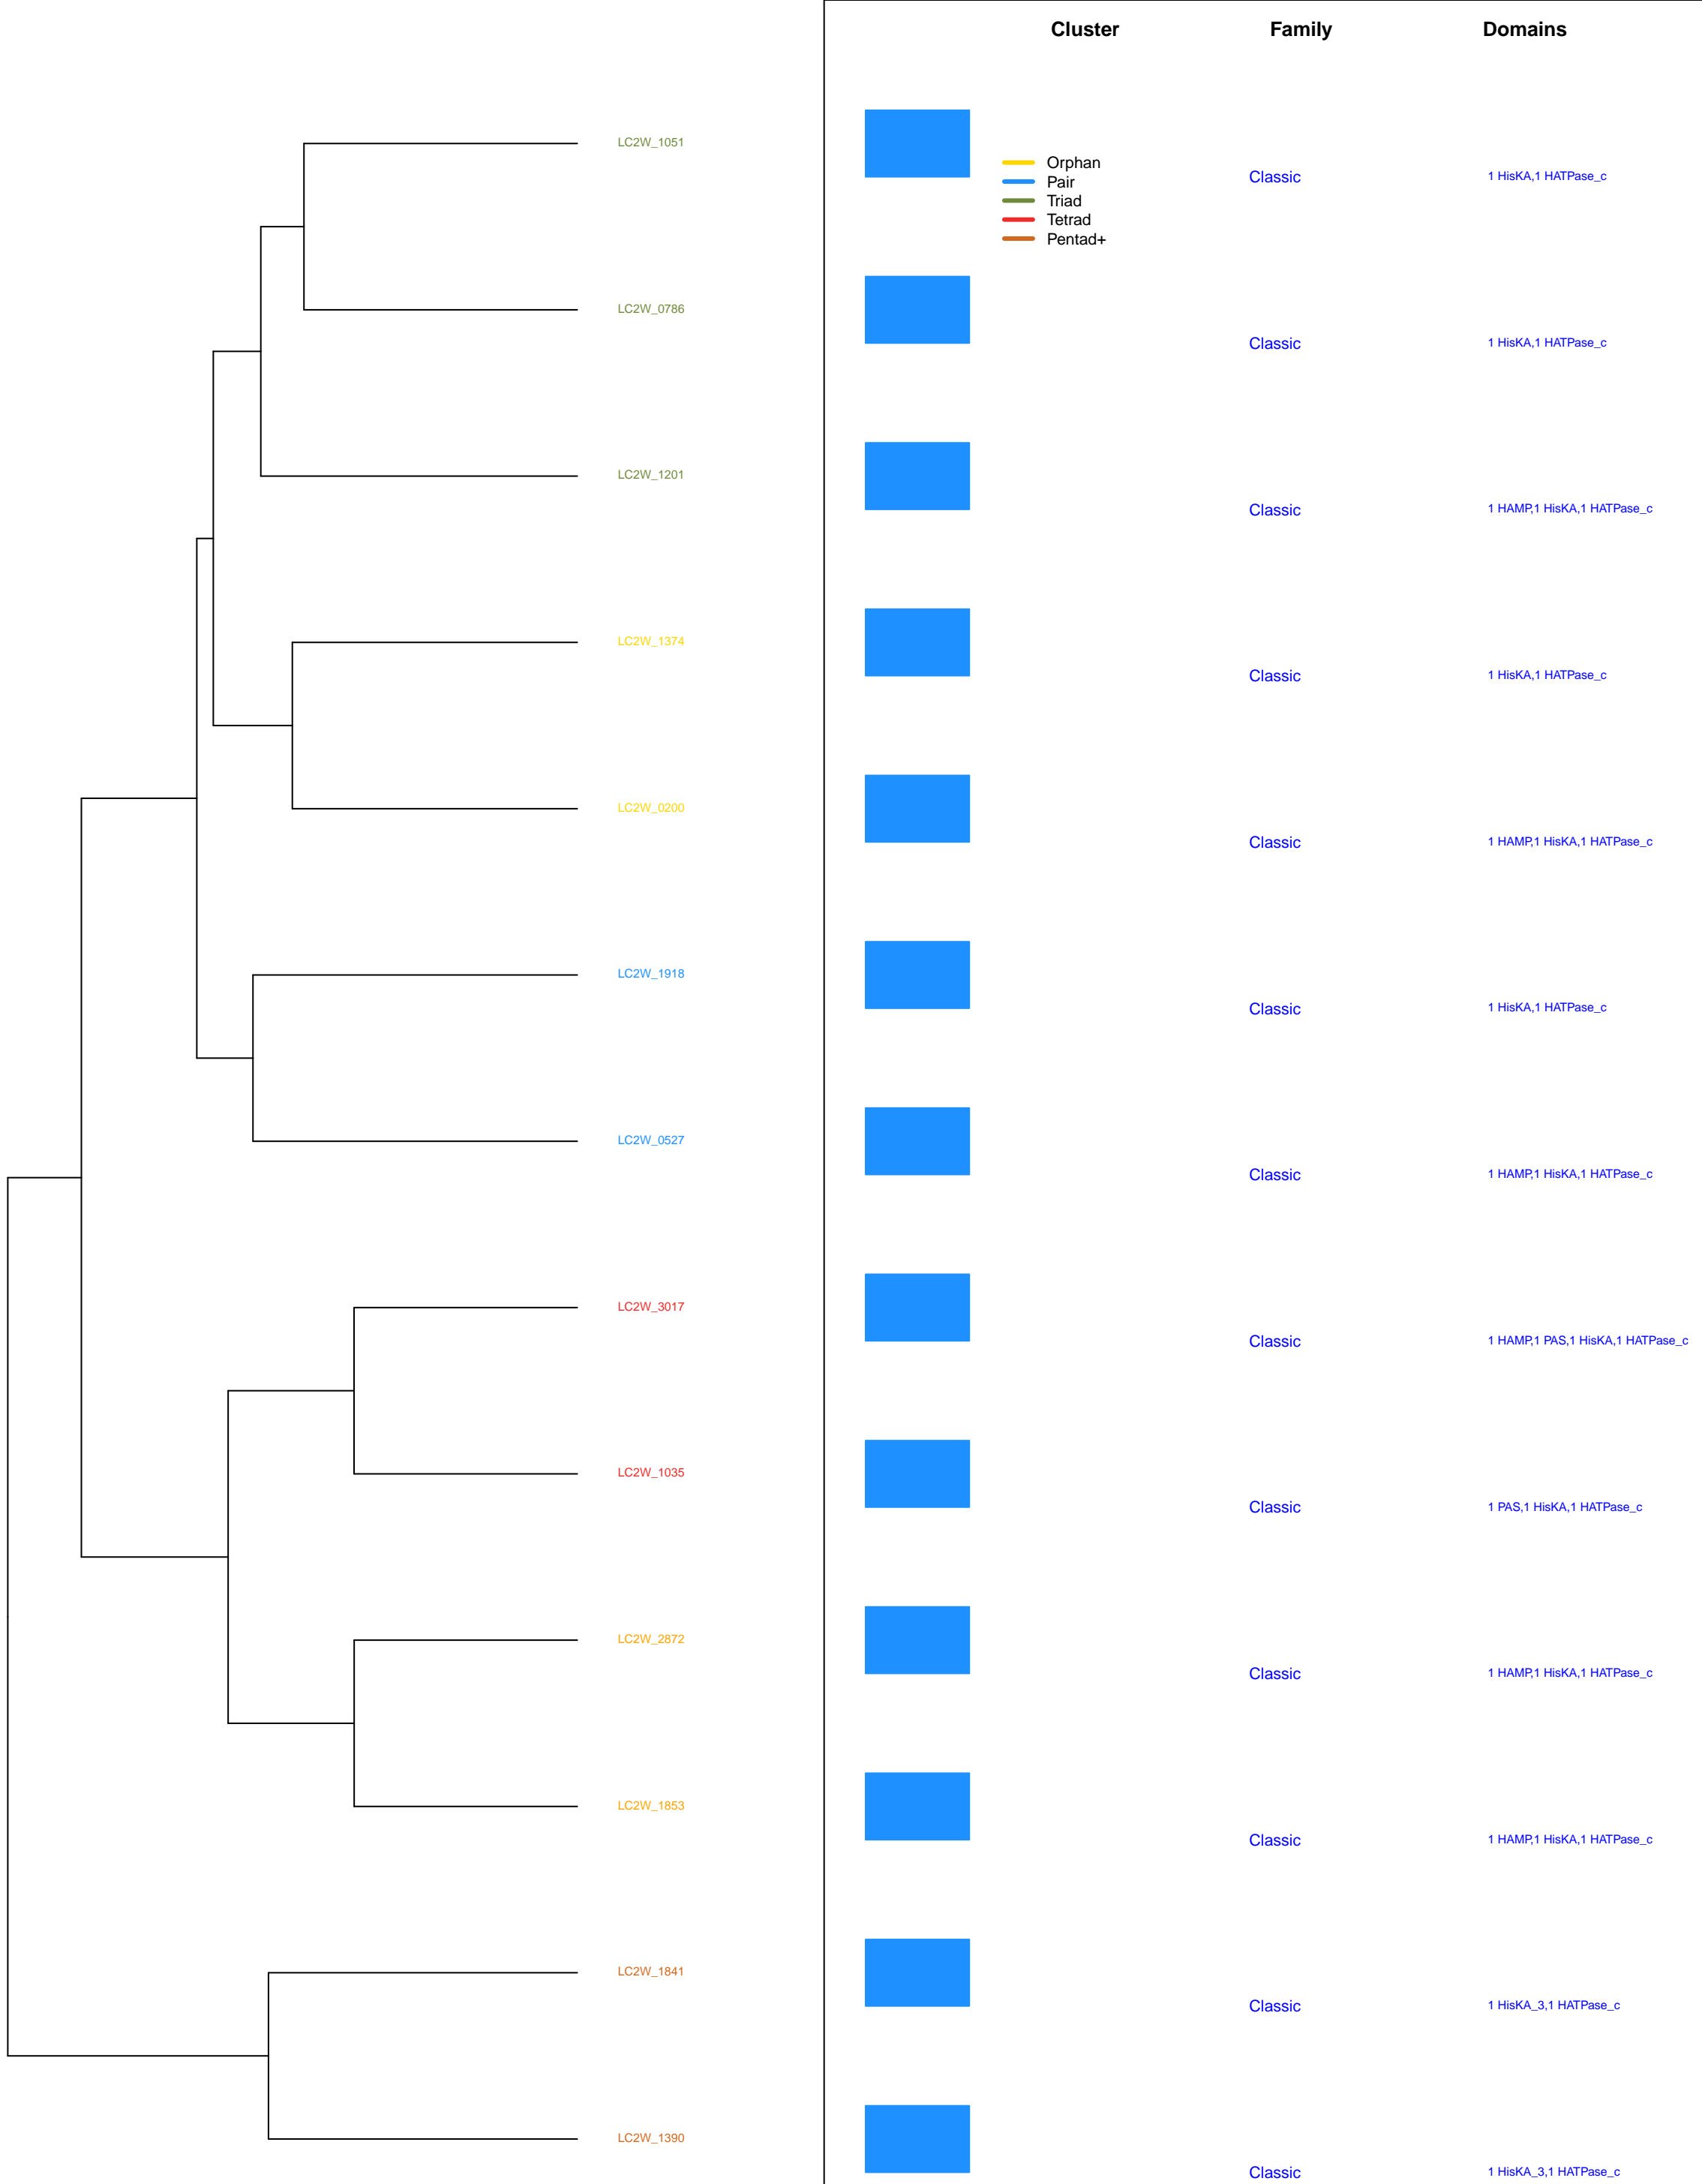 Cluster Family Domains
LC2W_1051
Orphan
Pair
Classic 1 HisKA,1 HATPase_c
Triad
Tetrad
Pentad+
LC2W_0786
Classic 1 HisKA,1 HATPase_c
LC2W_1201
Classic 1 HAMP,1 HisKA,1 HATPase_c
LC2W_1374
Classic 1 HisKA,1 HATPase_c
LC2W_0200
Classic 1 HAMP,1 HisKA,1 HATPase_c
LC2W_1918
Classic 1 HisKA,1 HATPase_c
LC2W_0527
Classic 1 HAMP,1 HisKA,1 HATPase_c
LC2W_3017
Classic 1 HAMP,1 PAS,1 HisKA,1 HATPase_c
LC2W_1035
Classic 1 PAS,1 HisKA,1 HATPase_c
LC2W_2872
Classic 1 HAMP,1 HisKA,1 HATPase_c
LC2W_1853
Classic 1 HAMP,1 HisKA,1 HATPase_c
LC2W_1841
Classic 1 HisKA_3,1 HATPase_c
LC2W_1390
Classic 1 HisKA_3,1 HATPase_c